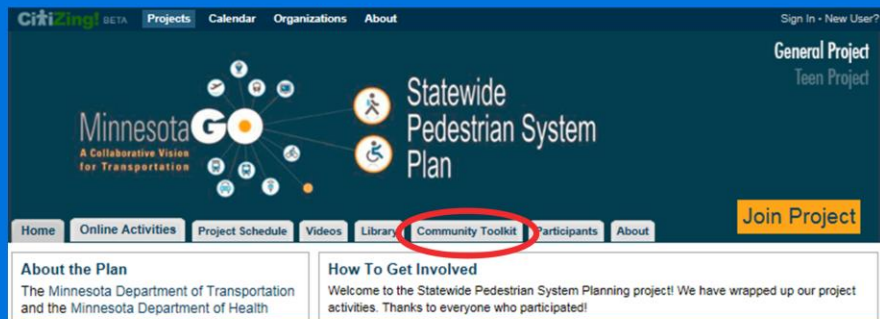 CitiZing! BETA Projects Calendar Organizations About Sign In - New User?
General Project
Teen Project
Minnesota GO
A Collaborative Vision
for Transportation
Statewide
Pedestrian System
Plan
Join Project
Home Online Activities Project Schedule Videos Library Community Toolkit Participants About
About the Plan
The Minnesota Department of Transportation
and the Minnesota Department of Health
How To Get Involved
Welcome to the Statewide Pedestrian System Planning project! We have wrapped up our project
activities. Thanks to everyone who participated!